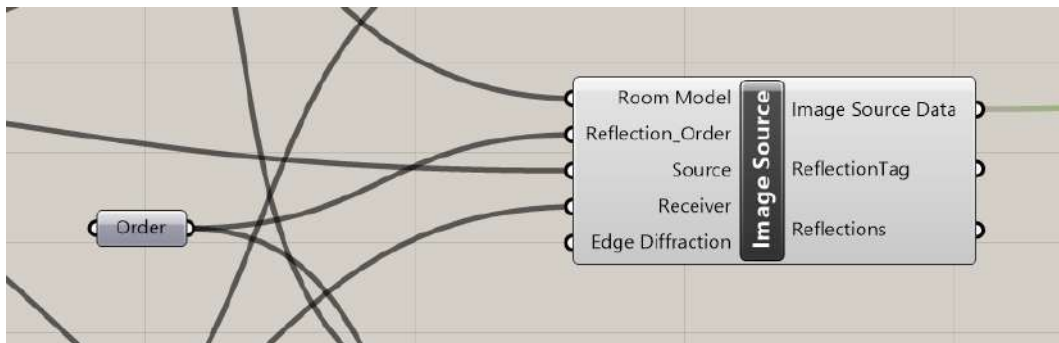 Order
Room Model
Reflection_Order
Source
Receiver
Edge Diffraction
Image Source
Image Source Data
ReflectionTag
Reflections